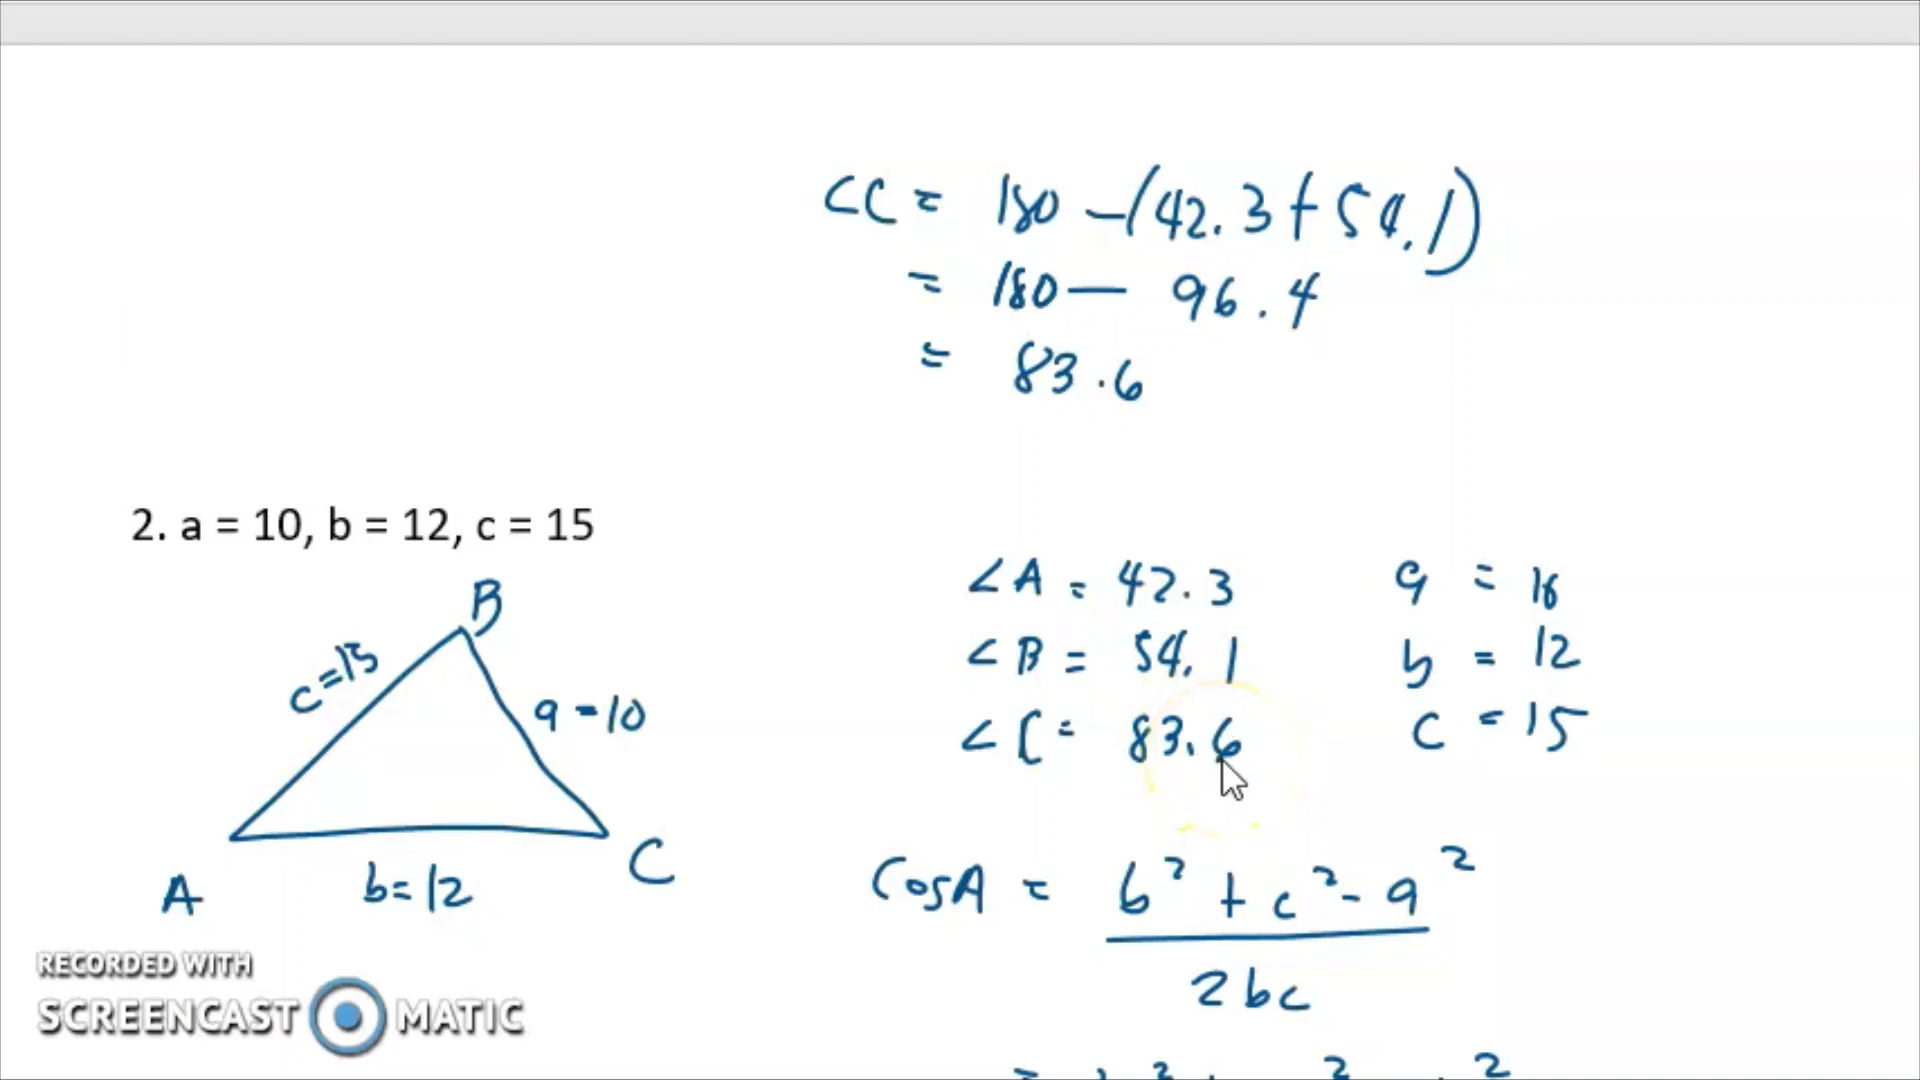 ∠C = 180 - (42.3 + 54.1)
= 180 - 96.4
= 83.6
2. a = 10, b = 12, c = 15
B
c=15
a=10
A
b=12
C
∠A = 42.3 a = 10
∠B = 54.1 b = 12
∠C = 83.6 c = 15
CosA = b² + c² - a²
2bc
RECORDED WITH
SCREENCAST MATIC